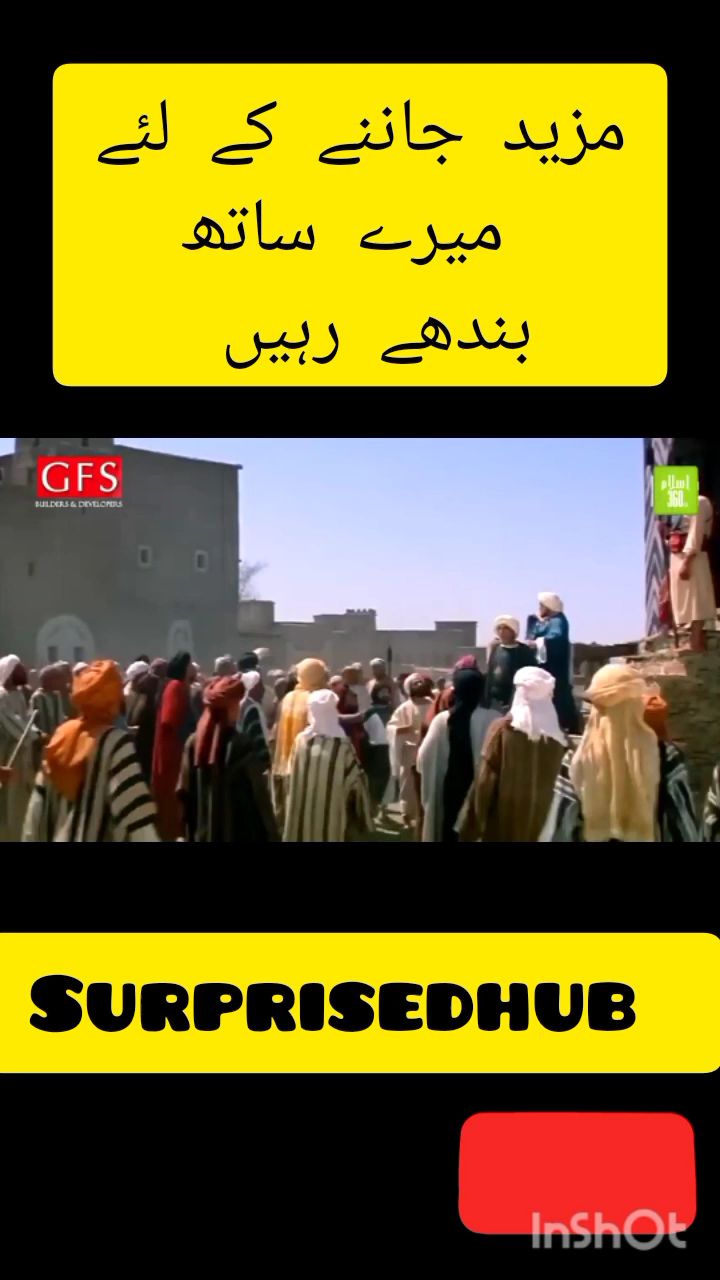 مزید جاننے کے لئے
میرے ساتھ
بندھے رہیں
GFS
BUILDERS & DEVELOPERS
اسلام
360
SURPRISEDHUB
InShOt